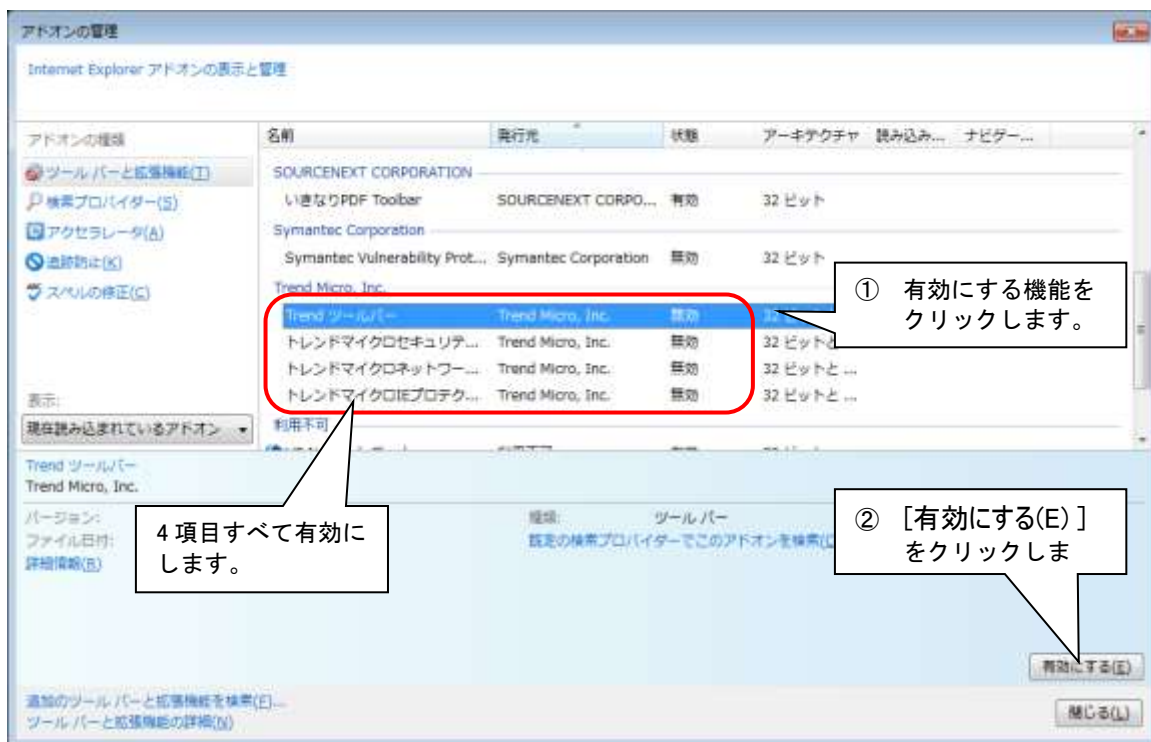 アドオンの管理
Internet Explorer アドオンの表示と管理
アドオンの種類
ツール バーと拡張機能(T)
検索プロバイダー(S)
アクセラレータ(A)
追跡防止(K)
スペルの修正(C)
表示:
現在読み込まれているアドオン
名前 発行元 状態 アーキテクチャ 読み込み... ナビゲー...
SOURCENEXT CORPORATION
いきなりPDF Toolbar SOURCENEXT CORPO... 有効 32 ビット
Symantec Corporation
Symantec Vulnerability Prot... Symantec Corporation 無効 32 ビット
Trend Micro, Inc.
Trend ツールバー Trend Micro, Inc. 無効 32 ビットと
トレンドマイクロセキュリテ... Trend Micro, Inc. 無効 32 ビットと
トレンドマイクロネットワー... Trend Micro, Inc. 無効 32 ビットと ...
トレンドマイクロIEプロテク... Trend Micro, Inc. 無効 32 ビットと ...
利用不可
① 有効にする機能を
クリックします。
4項目すべて有効に
します。
Trend ツールバー
Trend Micro, Inc.
バージョン:
ファイル日付:
詳細情報(R)
種類: ツール バー
既定の検索プロバイダーでこのアドオンを検索(
② [有効にする(E)]
をクリックしま
有効にする(E)
追加のツール バーと拡張機能を検索(F)...
ツール バーと拡張機能の詳細(N)
閉じる(L)